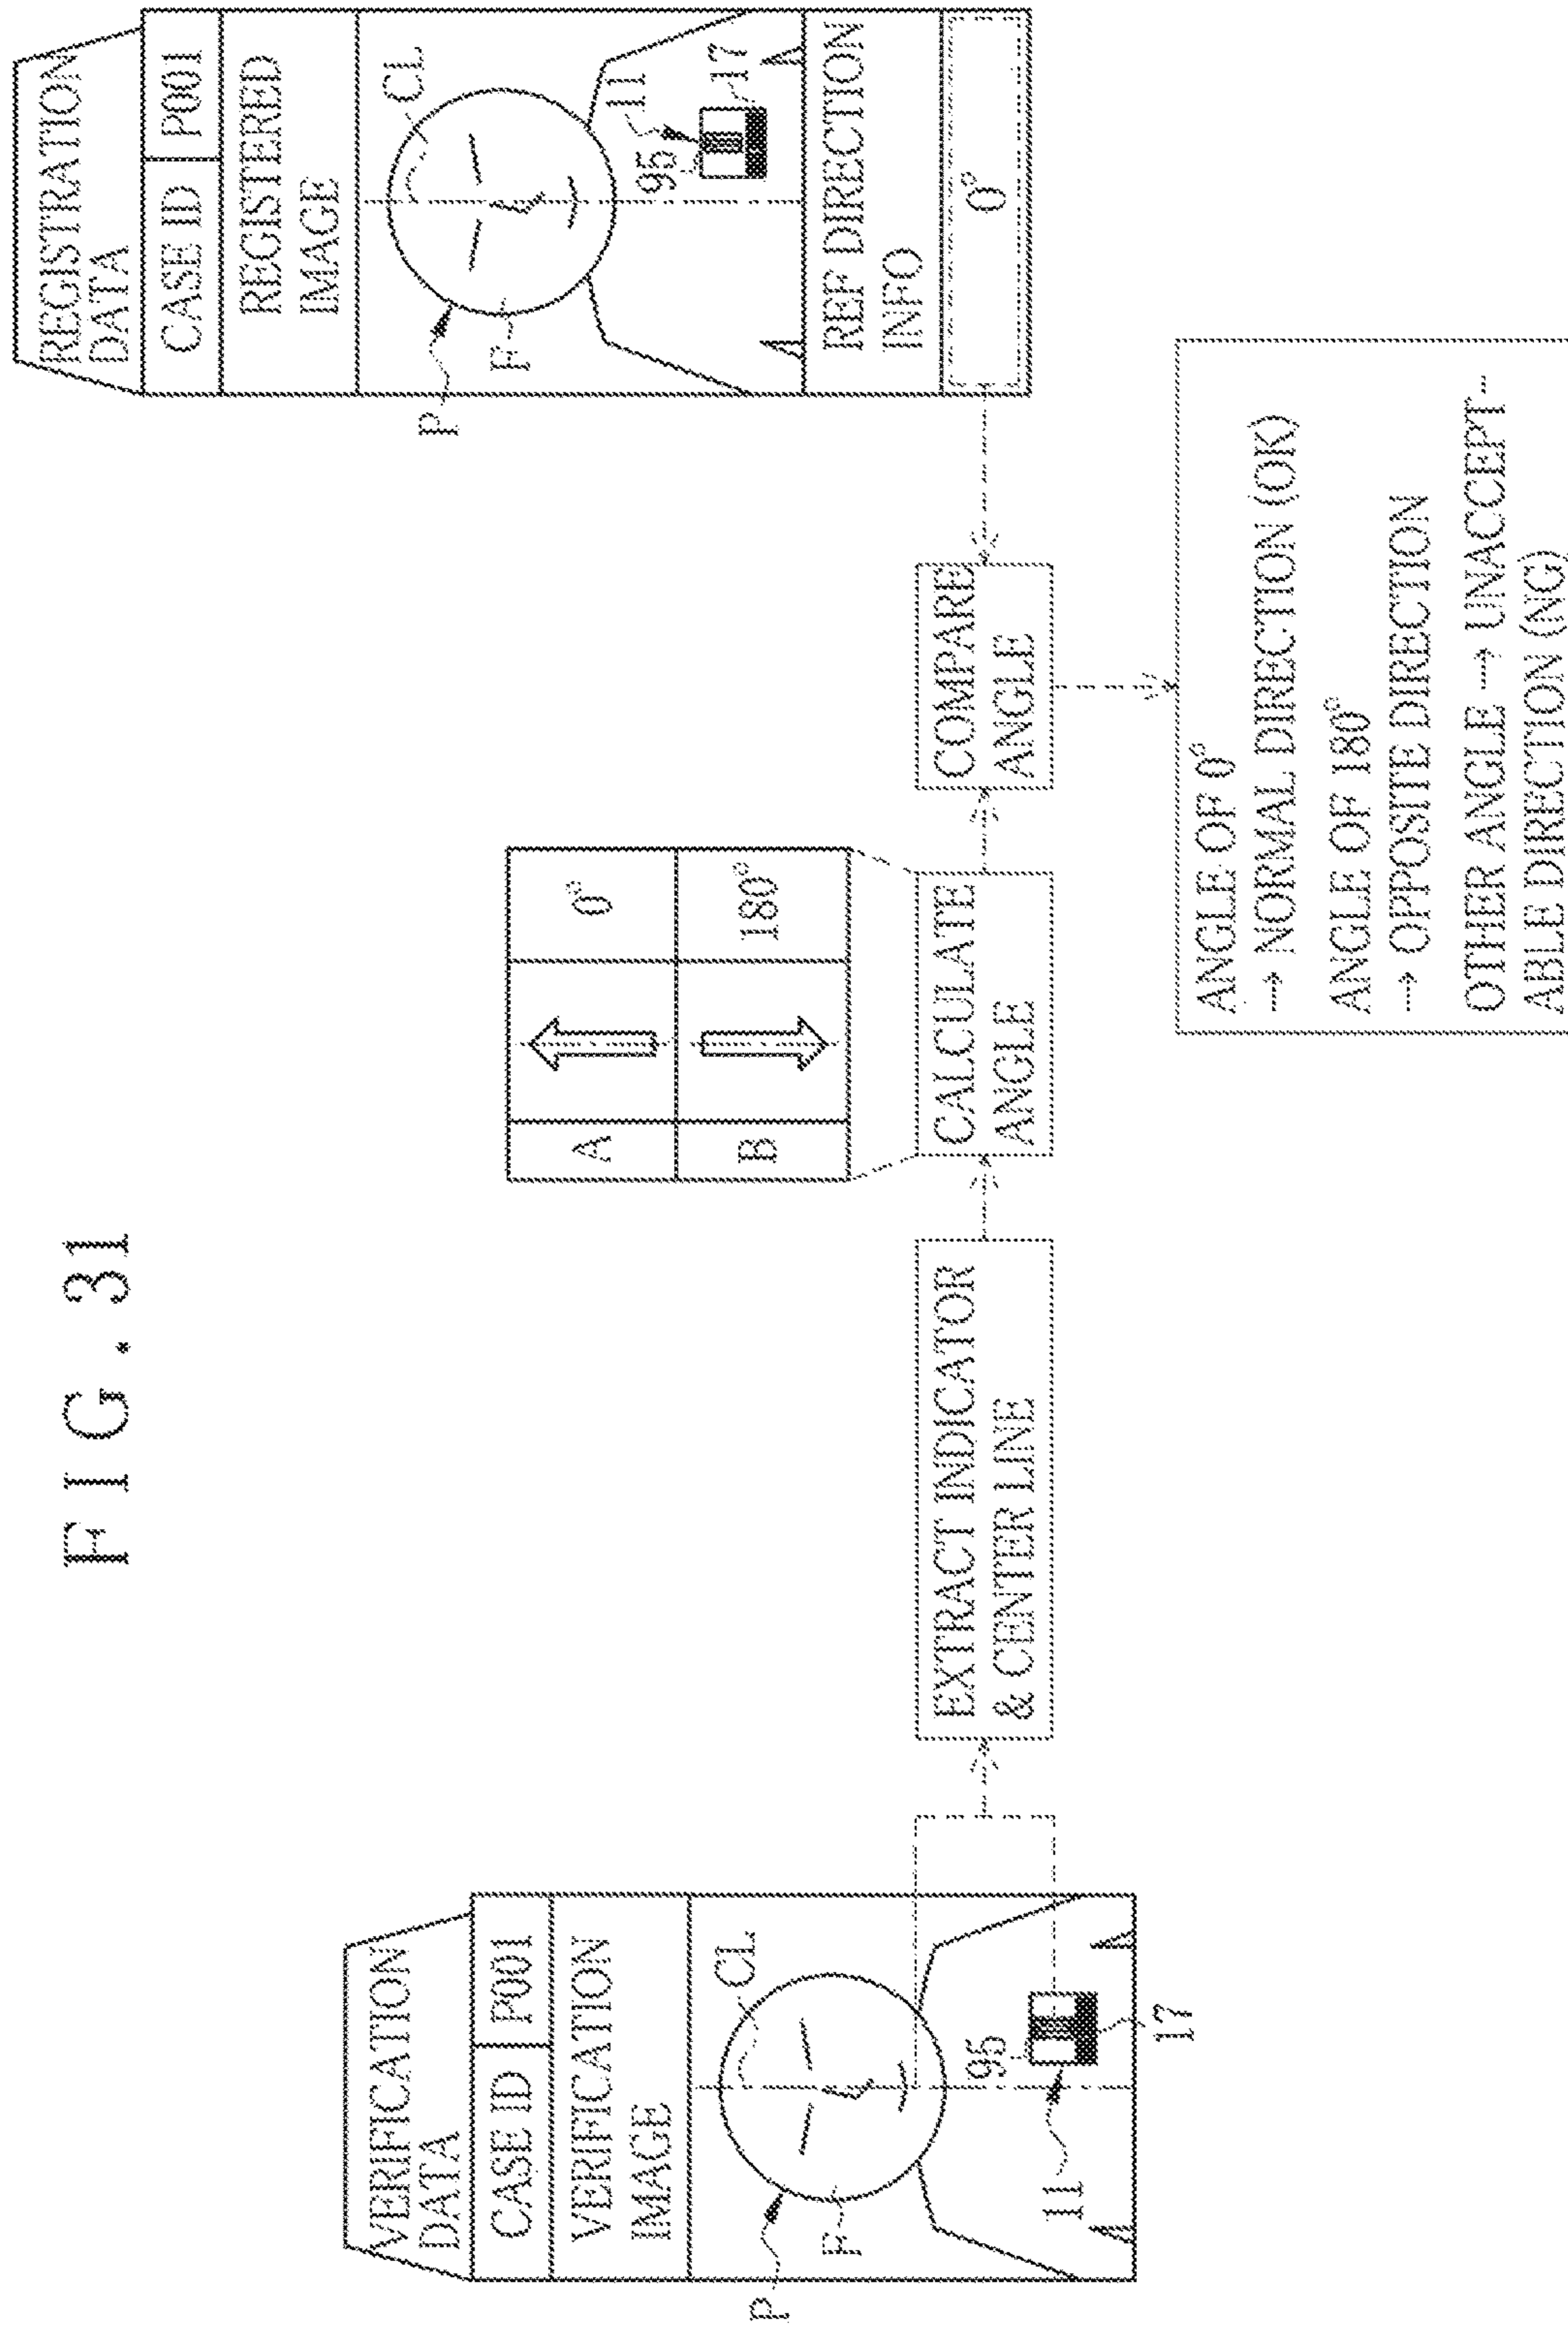 FIG. 31
VERIFICATION
DATA
CASE ID P001
VERIFICATION
IMAGE
P
F
CL
95
11
17
EXTRACT INDICATOR
& CENTER LINE
A 0°
B 180°
CALCULATE
ANGLE
COMPARE
ANGLE
ANGLE OF 0°
→ NORMAL DIRECTION (OK)
ANGLE OF 180°
→ OPPOSITE DIRECTION
OTHER ANGLE → UNACCEPT-
ABLE DIRECTION (NG)
REGISTRATION
DATA
CASE ID P001
REGISTERED
IMAGE
P
F
CL
95
11
17
REF DIRECTION
INFO
0°